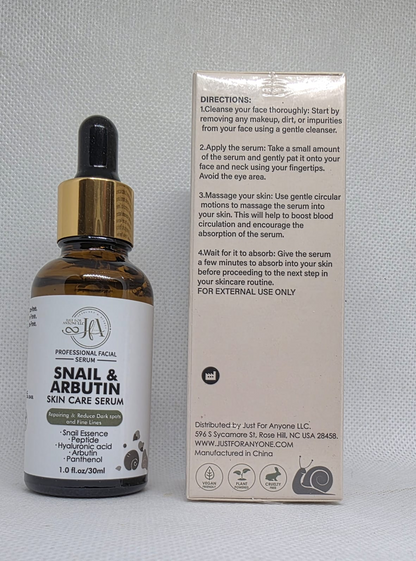 JUST FOR
ANYONE LLC
JfA
PROFESSIONAL FACIAL
SERUM
SNAIL &
ARBUTIN
SKIN CARE SERUM
Repairing & Reduce Dark spots
and Fine Lines
· Snail Essence
· Peptide
· Hyaluronic acid
· Arbutin
· Panthenol
1.0 fl.oz/30ml
DIRECTIONS:
1.Cleanse your face thoroughly: Start by
removing any makeup, dirt, or impurities
from your face using a gentle cleanser.
2.Apply the serum: Take a small amount
of the serum and gently pat it onto your
face and neck using your fingertips.
Avoid the eye area.
3.Massage your skin: Use gentle circular
motions to massage the serum into
your skin. This will help to boost blood
circulation and encourage the
absorption of the serum.
4.Wait for it to absorb: Give the serum
a few minutes to absorb into your skin
before proceeding to the next step in
your skincare routine.
FOR EXTERNAL USE ONLY
Distributed by Just For Anyone LLC.
596 S Sycamore St, Rose Hill, NC USA 28458.
WWW.JUSTFORANYONE.COM
Manufactured in China
VEGAN
FRIENDLY
PLANT
POWERED
CRUELTY
FREE